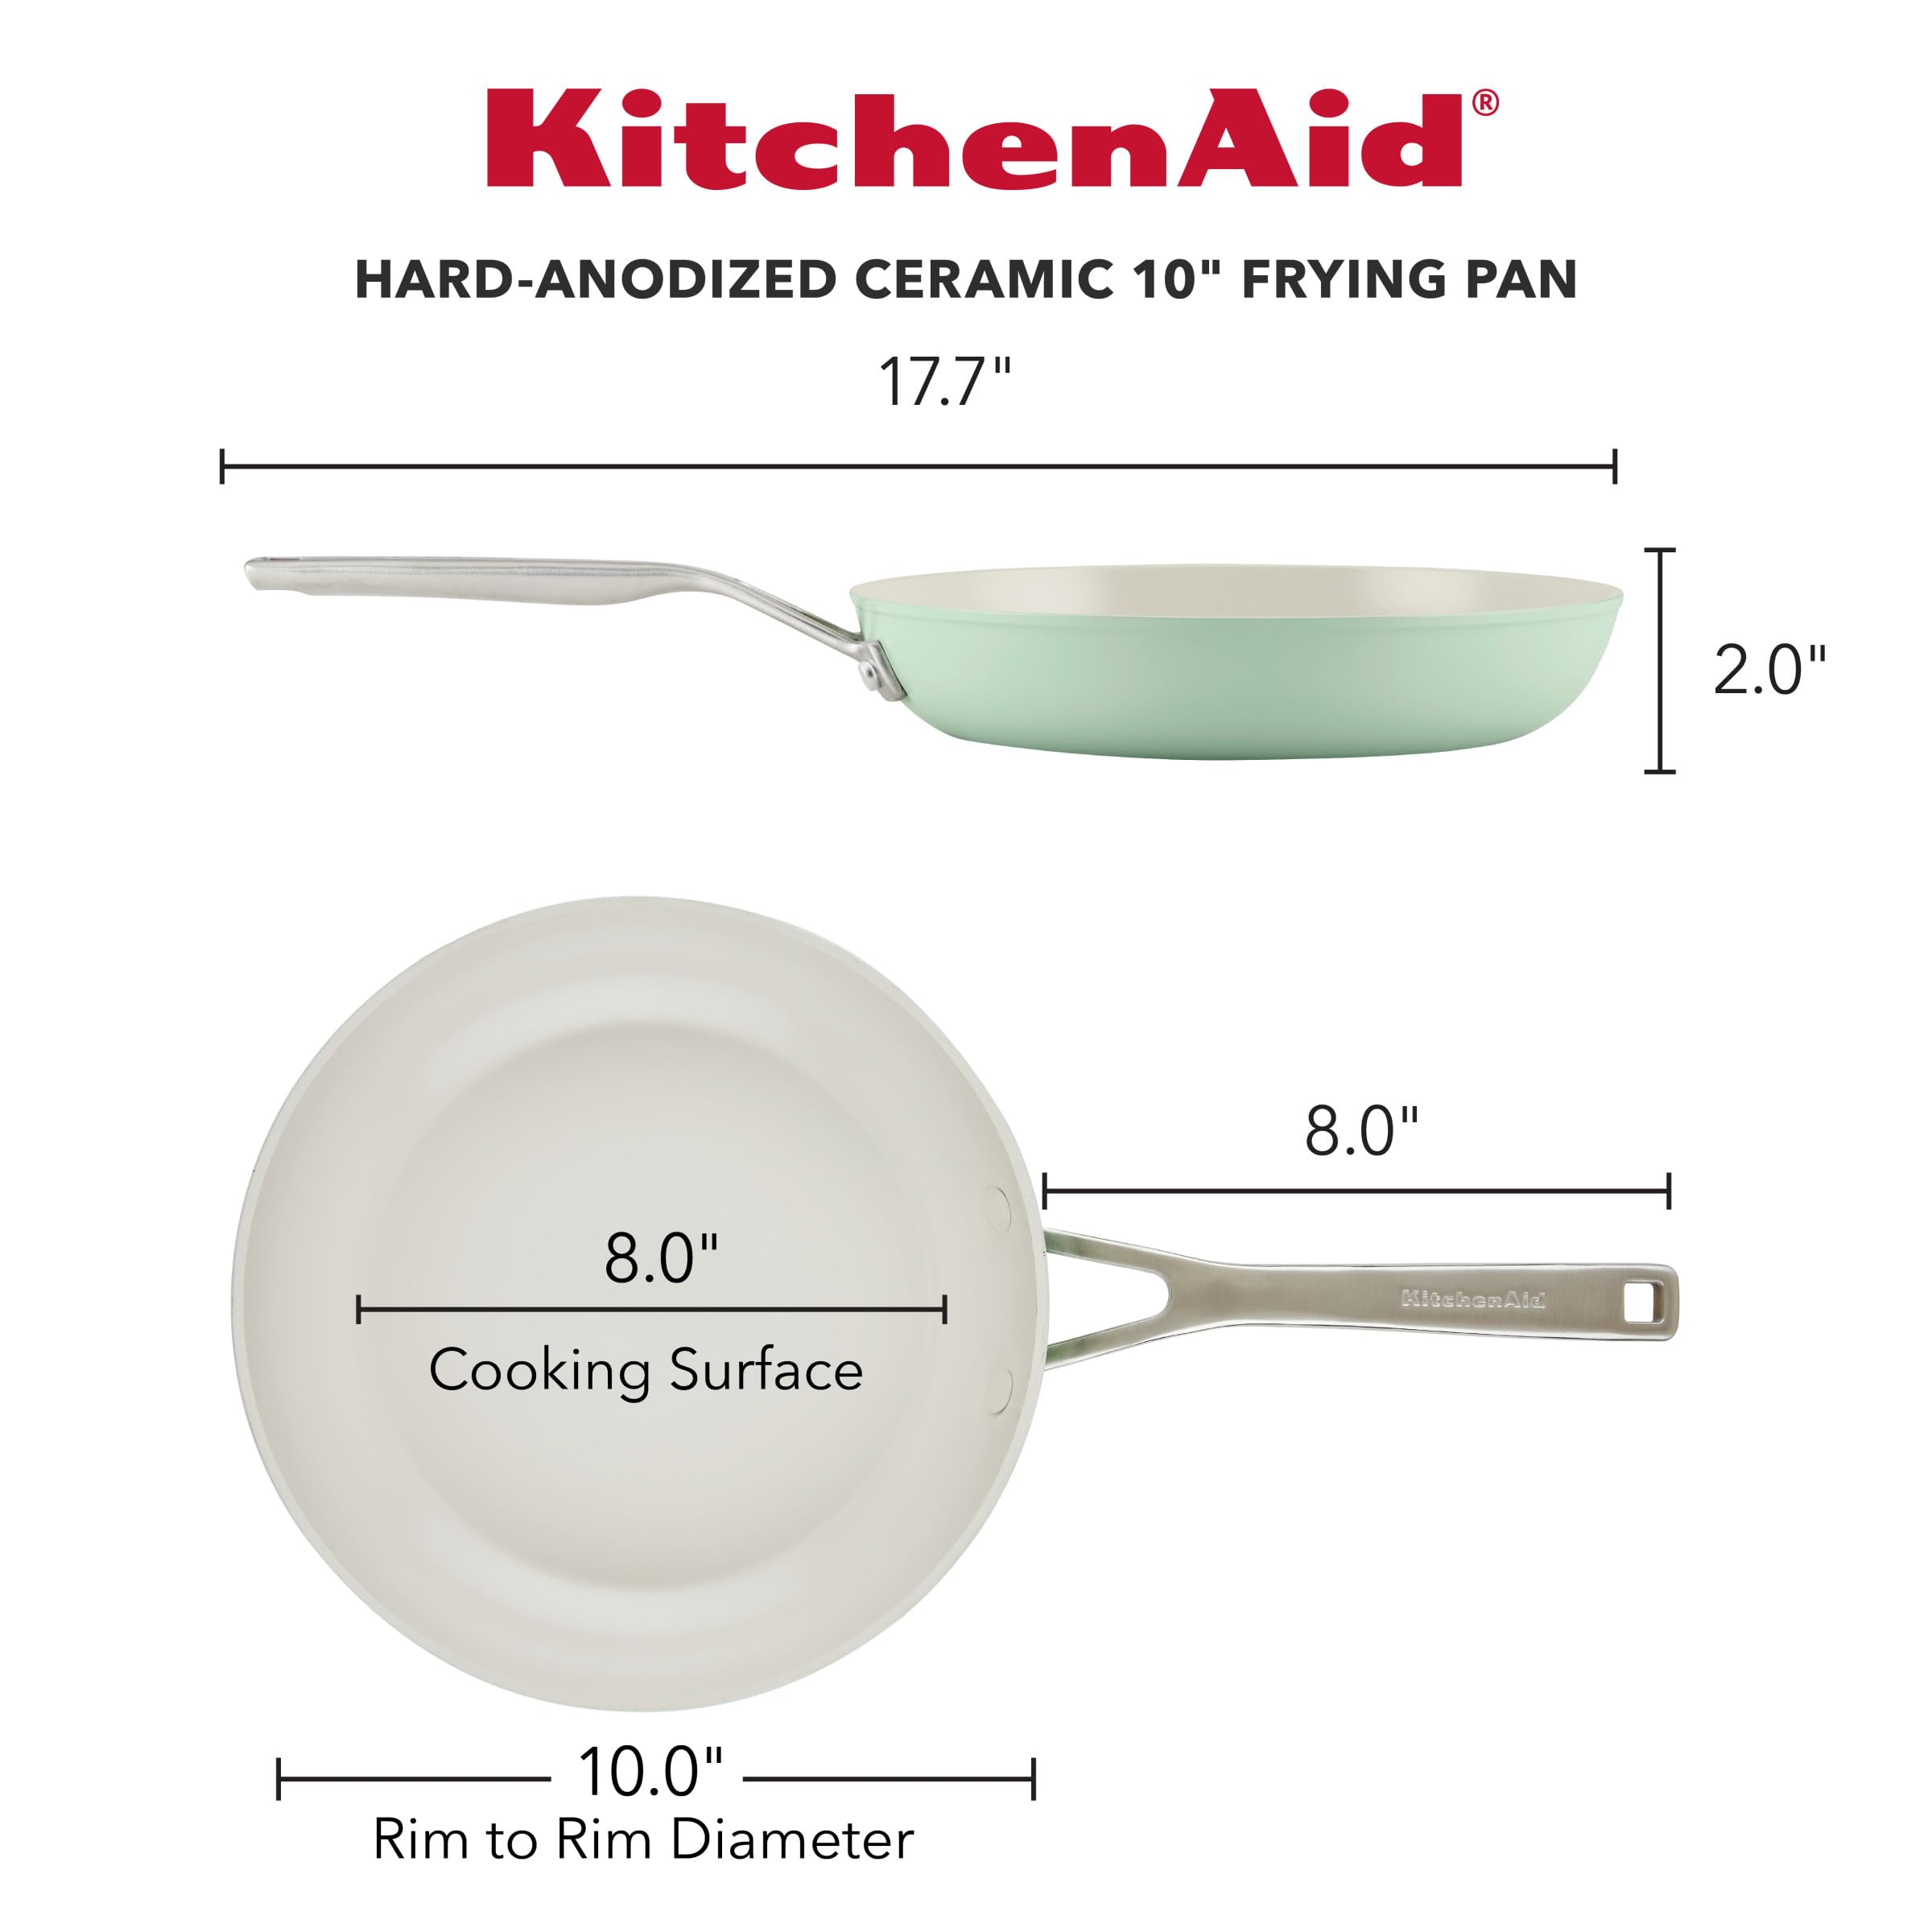 KitchenAid®
HARD-ANODIZED CERAMIC 10" FRYING PAN
17.7"
2.0"
8.0"
8.0"
Cooking Surface
KitchenAid
10.0"
Rim to Rim Diameter